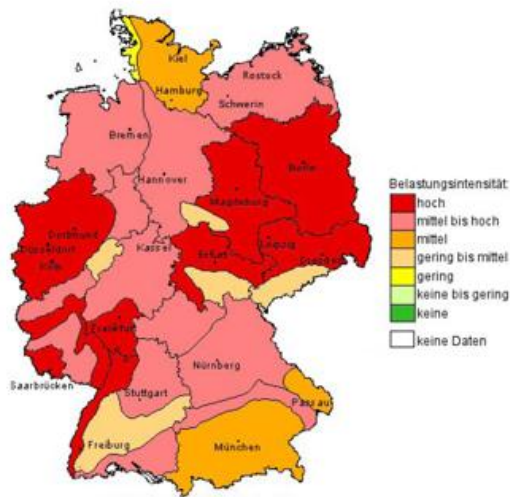 Kiel
Rostock
Hamburg
Schwerin
Bremen
Berlin
Hannover
Magdeburg
Dortmund
Düsseldorf
Kassel
Leipzig
Köln
Erfurt
Dresden
Frankfurt
Nürnberg
Saarbrücken
Stuttgart
Passau
Freiburg
München
Belastungsintensität:
hoch
mittel bis hoch
mittel
gering bis mittel
gering
keine bis gering
keine
keine Daten